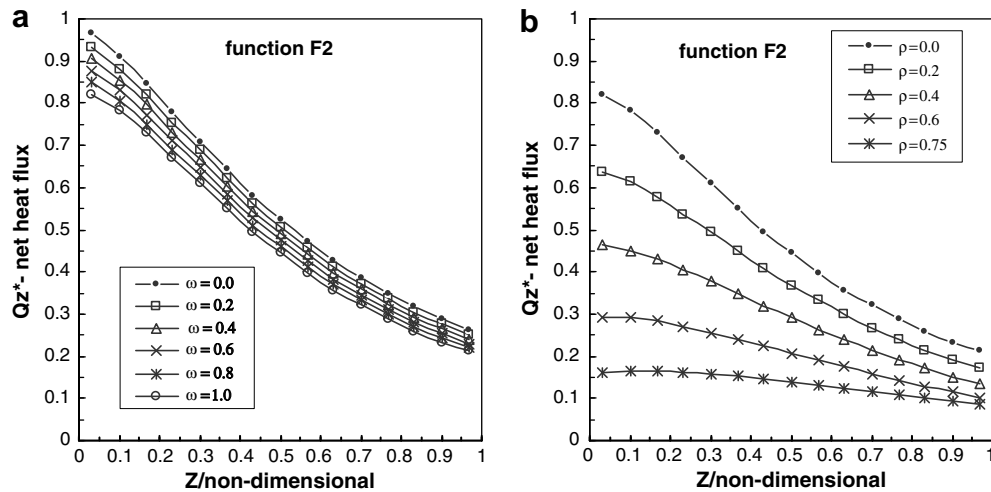 a
function F2
Qz*- net heat flux
1
0.9
0.8
0.7
0.6
0.5
0.4
0.3
0.2
0.1
0
ω = 0.0
ω = 0.2
ω = 0.4
ω = 0.6
ω = 0.8
ω =1.0
0 0.1 0.2 0.3 0.4 0.5 0.6 0.7 0.8 0.9 1
Z/non-dimensional
b
function F2
Qz*- net heat flux
1
0.9
0.8
0.7
0.6
0.5
0.4
0.3
0.2
0.1
0
ρ=0.0
ρ=0.2
ρ=0.4
ρ=0.6
ρ=0.75
0 0.1 0.2 0.3 0.4 0.5 0.6 0.7 0.8 0.9 1
Z/non-dimensional